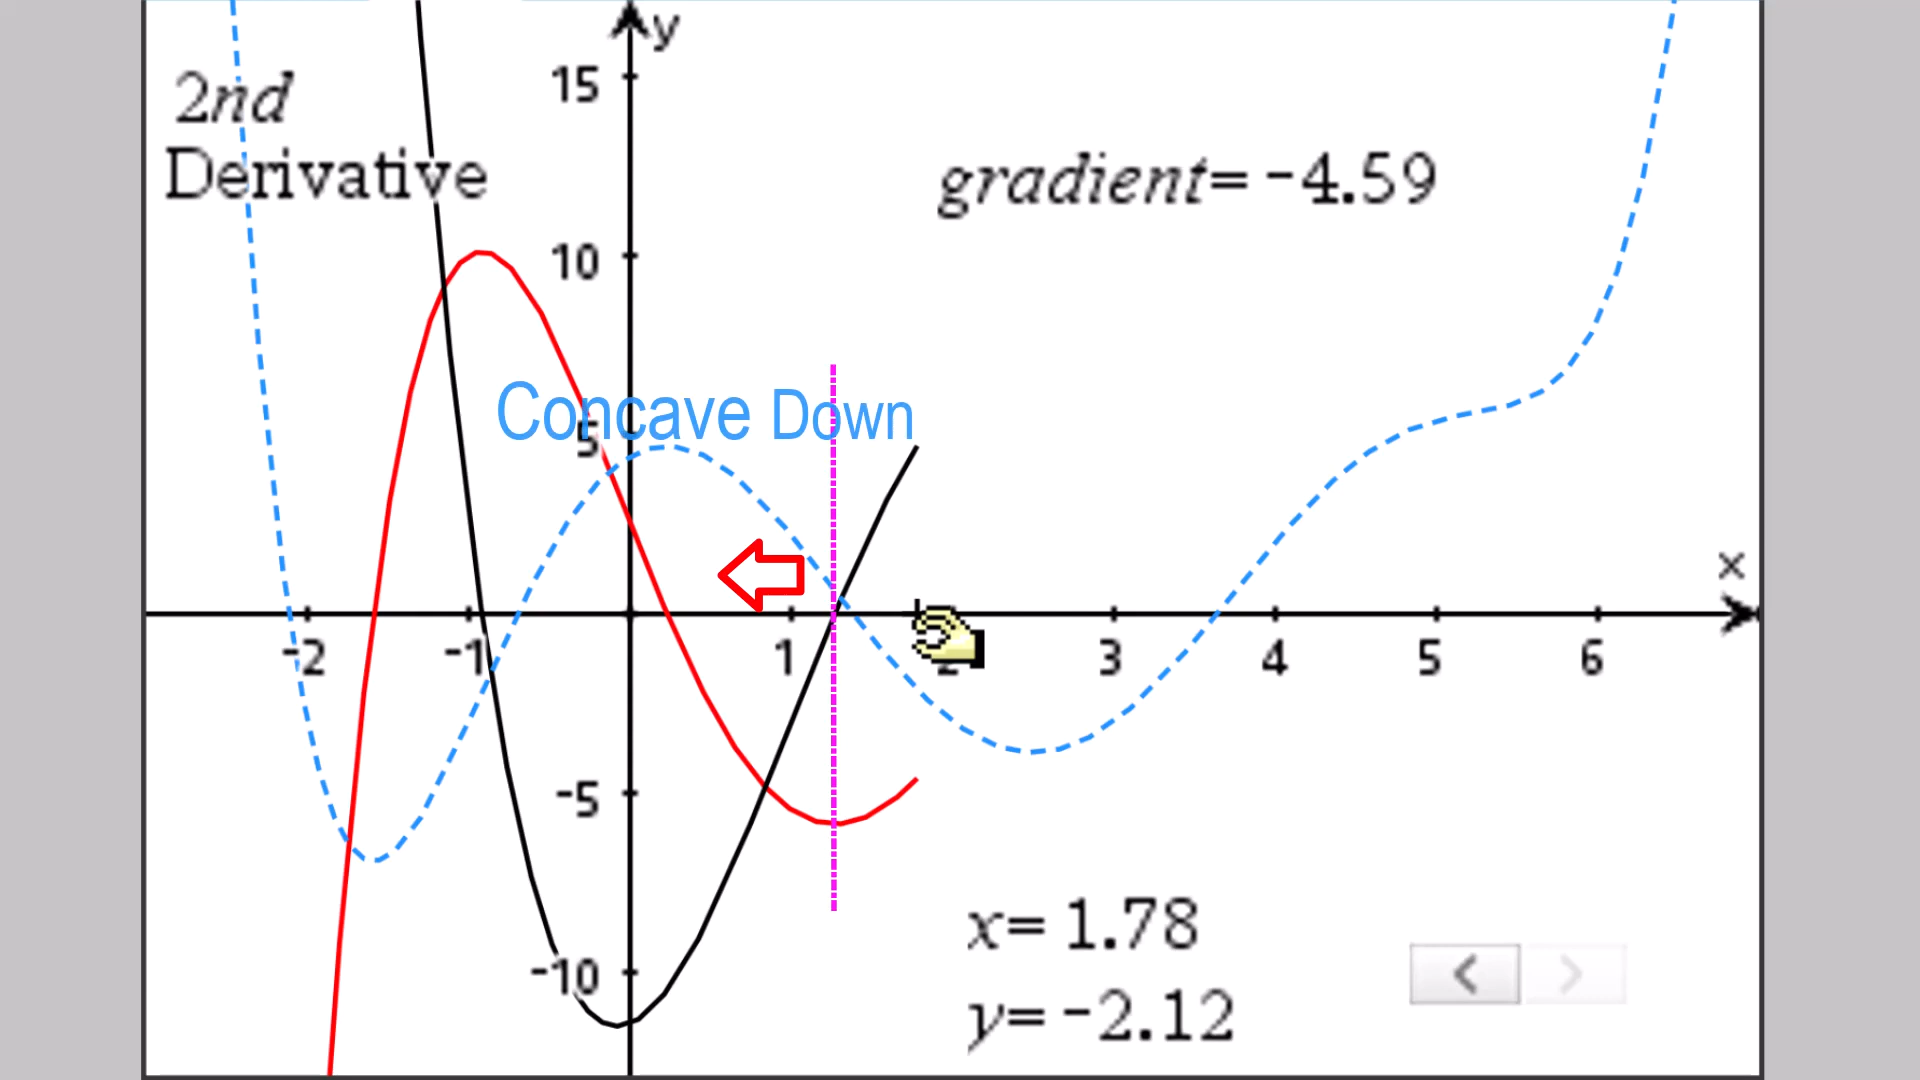 y
15
2nd
Derivative
gradient= -4.59
10
Concave Down
5
x
-2 -1 1 2 3 4 5 6
-5
x= 1.78
-10
y= -2.12